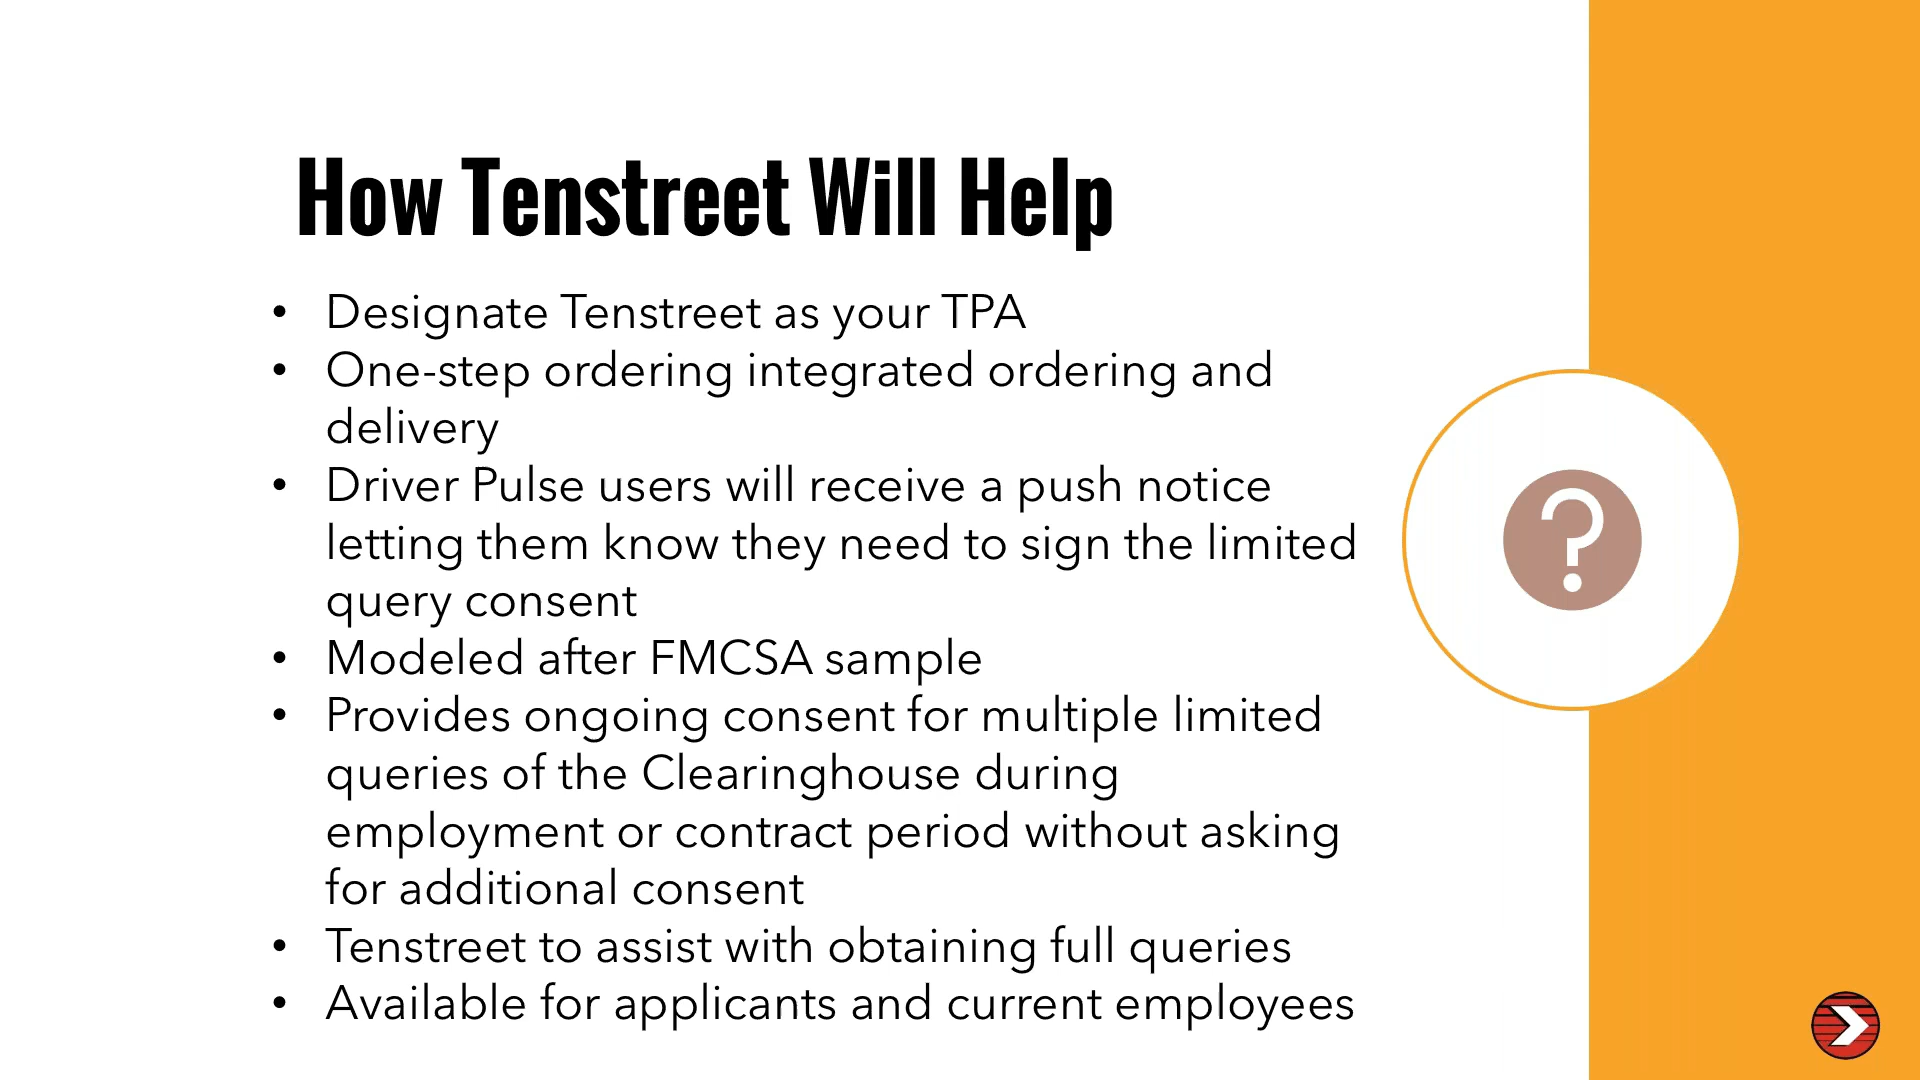 How Tenstreet Will Help
• Designate Tenstreet as your TPA
• One-step ordering integrated ordering and
delivery
• Driver Pulse users will receive a push notice
letting them know they need to sign the limited
query consent
• Modeled after FMCSA sample
• Provides ongoing consent for multiple limited
queries of the Clearinghouse during
employment or contract period without asking
for additional consent
• Tenstreet to assist with obtaining full queries
• Available for applicants and current employees
?